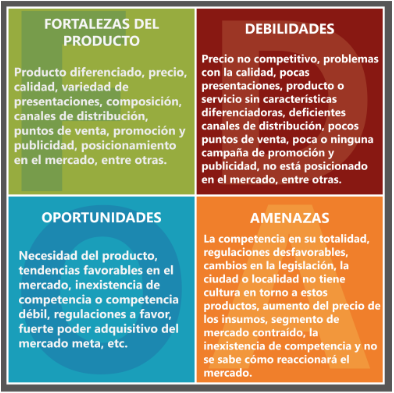 FORTALEZAS DEL
PRODUCTO
Producto diferenciado, precio,
calidad, variedad de
presentaciones, composición,
canales de distribución,
puntos de venta, promoción y
publicidad, posicionamiento
en el mercado, entre otras.
DEBILIDADES
Precio no competitivo, problemas
con la calidad, pocas
presentaciones, producto o
servicio sin características
diferenciadoras, deficientes
canales de distribución, pocos
puntos de venta, poca o ninguna
campaña de promoción y
publicidad, no está posicionado
en el mercado, entre otras.
OPORTUNIDADES
Necesidad del producto,
tendencias favorables en el
mercado, inexistencia de
competencia o competencia
débil, regulaciones a favor,
fuerte poder adquisitivo del
mercado meta, etc.
AMENAZAS
La competencia en su totalidad,
regulaciones desfavorables,
cambios en la legislación, la
ciudad o localidad no tiene
cultura en torno a estos
productos, aumento del precio de
los insumos, segmento de
mercado contraído, la
inexistencia de competencia y no
se sabe cómo reaccionará el
mercado.
F
D
O
A